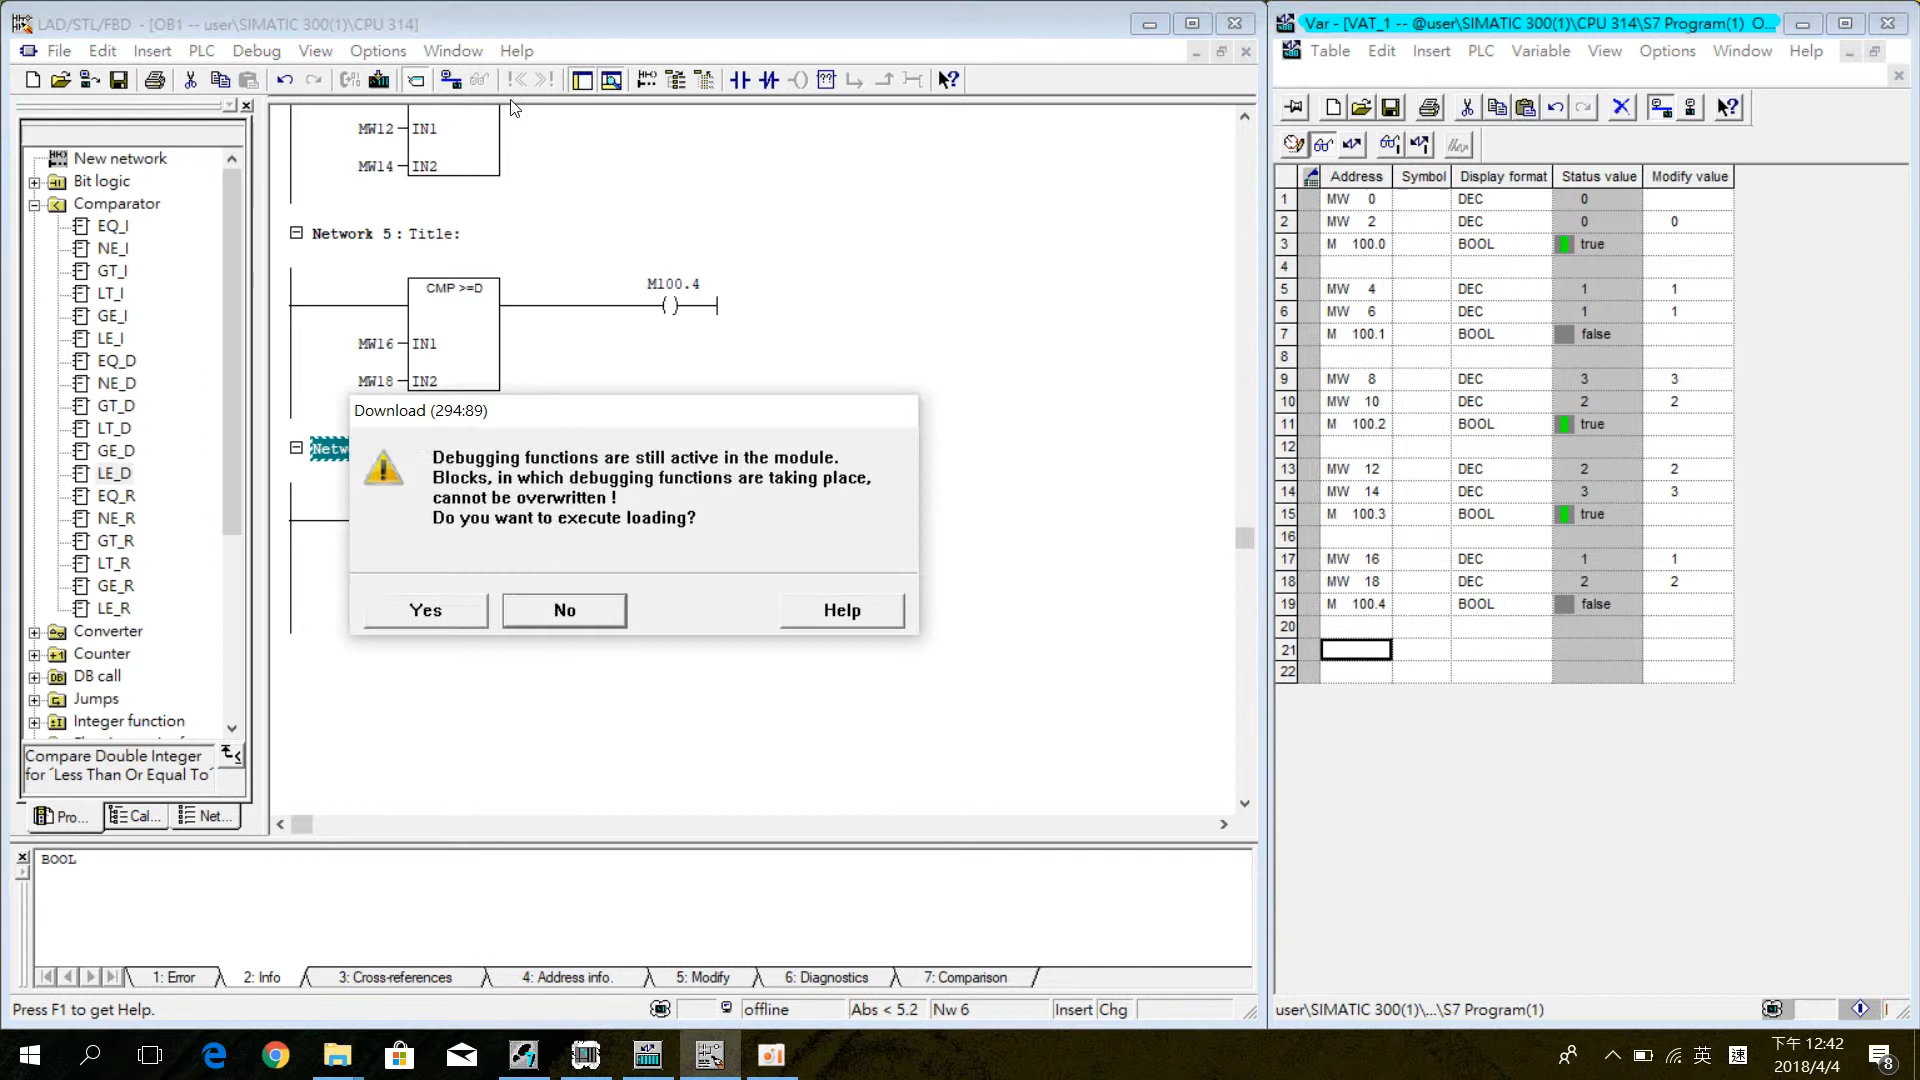 LAD/STL/FBD - [OB1 -- user\SIMATIC 300(1)\CPU 314]
File Edit Insert PLC Debug View Options Window Help
New network
Bit logic
Comparator
EQ_I
NE_I
GT_I
LT_I
GE_I
LE_I
EQ_D
NE_D
GT_D
LT_D
GE_D
LE_D
EQ_R
NE_R
GT_R
LT_R
GE_R
LE_R
Converter
Counter
DB call
Jumps
Integer function
Compare Double Integer
for ´Less Than Or Equal To´
Pro... Cal... Net...
MW12 IN1
MW14 IN2
Network 5 : Title:
CMP >=D
M100.4
MW16 IN1
MW18 IN2
Netw
Download (294:89)
Debugging functions are still active in the module.
Blocks, in which debugging functions are taking place,
cannot be overwritten !
Do you want to execute loading?
Yes No Help
BOOL
1: Error 2: Info 3: Cross-references 4: Address info. 5: Modify 6: Diagnostics 7: Comparison
Press F1 to get Help. offline Abs < 5.2 Nw 6 Insert Chg
Var - [VAT_1 -- @user\SIMATIC 300(1)\CPU 314\S7 Program(1) O...
Table Edit Insert PLC Variable View Options Window Help
Address Symbol Display format Status value Modify value
1 MW 0 DEC 0
2 MW 2 DEC 0 0
3 M 100.0 BOOL true
4
5 MW 4 DEC 1 1
6 MW 6 DEC 1 1
7 M 100.1 BOOL false
8
9 MW 8 DEC 3 3
10 MW 10 DEC 2 2
11 M 100.2 BOOL true
12
13 MW 12 DEC 2 2
14 MW 14 DEC 3 3
15 M 100.3 BOOL true
16
17 MW 16 DEC 1 1
18 MW 18 DEC 2 2
19 M 100.4 BOOL false
20
21
22
user\SIMATIC 300(1)\...\S7 Program(1)
英 速 下午 12:42
2018/4/4 8